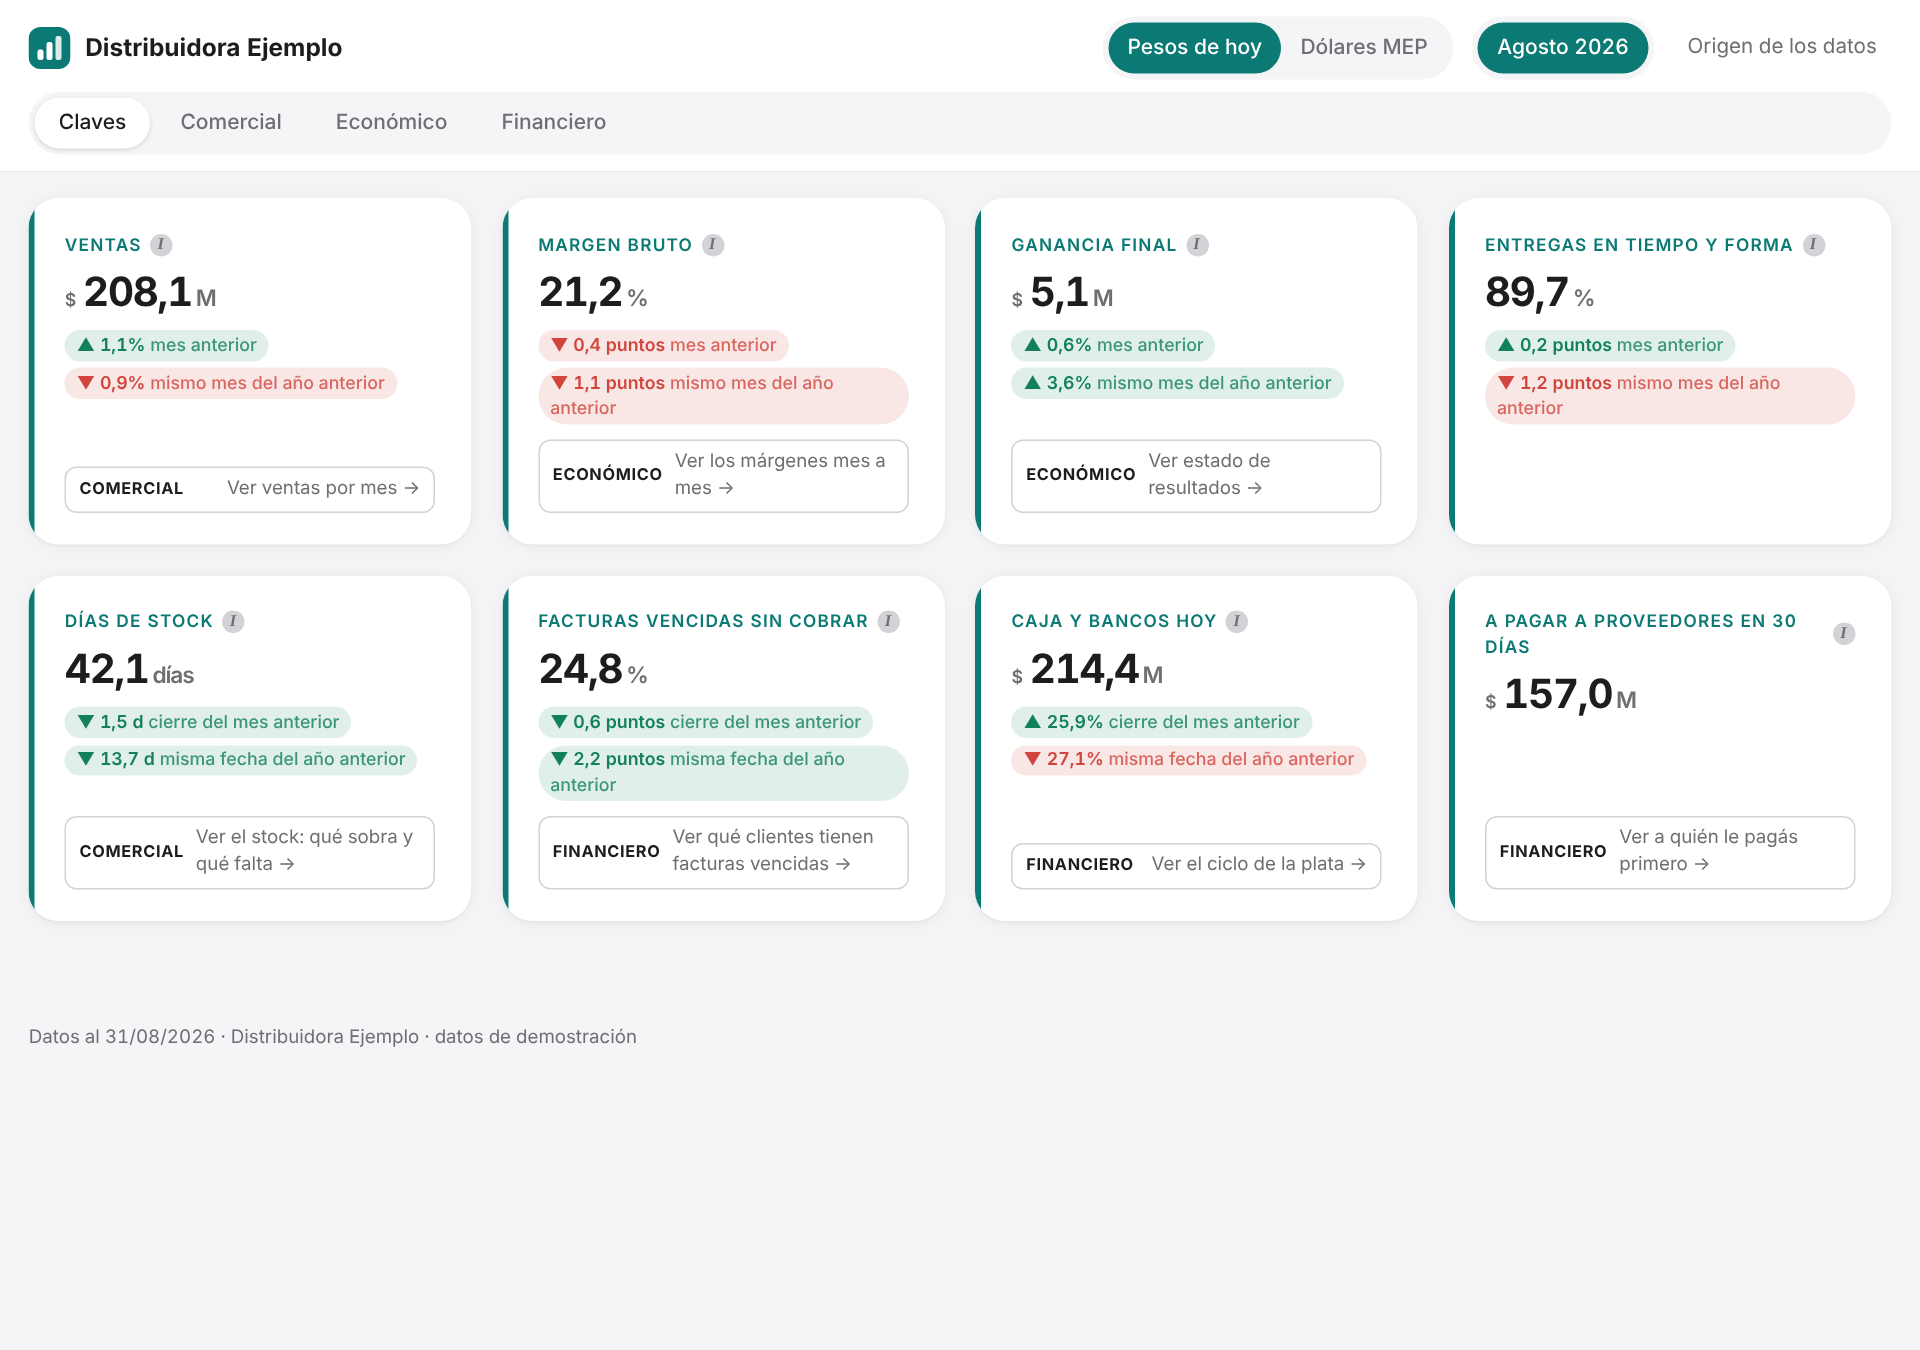 Distribuidora Ejemplo
Pesos de hoy
Dólares MEP
Agosto 2026
Origen de los datos
Claves
Comercial
Económico
Financiero
VENTAS I
$ 208,1 M
▲ 1,1% mes anterior
▼ 0,9% mismo mes del año anterior
COMERCIAL Ver ventas por mes →
MARGEN BRUTO I
21,2 %
▼ 0,4 puntos mes anterior
▼ 1,1 puntos mismo mes del año
anterior
ECONÓMICO Ver los márgenes mes a
mes →
GANANCIA FINAL I
$ 5,1 M
▲ 0,6% mes anterior
▲ 3,6% mismo mes del año anterior
ECONÓMICO Ver estado de
resultados →
ENTREGAS EN TIEMPO Y FORMA I
89,7 %
▲ 0,2 puntos mes anterior
▼ 1,2 puntos mismo mes del año
anterior
DÍAS DE STOCK I
42,1 días
▼ 1,5 d cierre del mes anterior
▼ 13,7 d misma fecha del año anterior
COMERCIAL Ver el stock: qué sobra y
qué falta →
FACTURAS VENCIDAS SIN COBRAR I
24,8 %
▼ 0,6 puntos cierre del mes anterior
▼ 2,2 puntos misma fecha del año
anterior
FINANCIERO Ver qué clientes tienen
facturas vencidas →
CAJA Y BANCOS HOY I
$ 214,4 M
▲ 25,9% cierre del mes anterior
▼ 27,1% misma fecha del año anterior
FINANCIERO Ver el ciclo de la plata →
A PAGAR A PROVEEDORES EN 30
DÍAS I
$ 157,0 M
FINANCIERO Ver a quién le pagás
primero →
Datos al 31/08/2026 · Distribuidora Ejemplo · datos de demostración